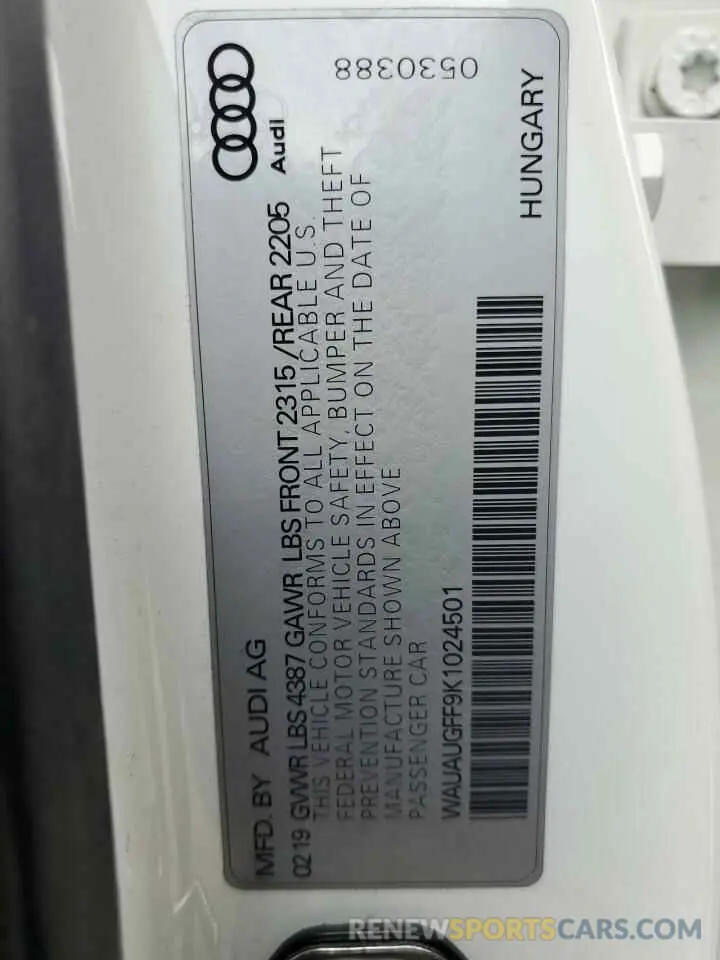 MFD. BY AUDI AG
Audi
02 19 GVWR LBS 4387 GAWR LBS FRONT 2315 /REAR 2205
THIS VEHICLE CONFORMS TO ALL APPLICABLE U.S.
FEDERAL MOTOR VEHICLE SAFETY, BUMPER AND THEFT
PREVENTION STANDARDS IN EFFECT ON THE DATE OF
MANUFACTURE SHOWN ABOVE
PASSENGER CAR
WAUAUGFF9K1024501
HUNGARY
0530388
RENEWSPORTSCARS.COM